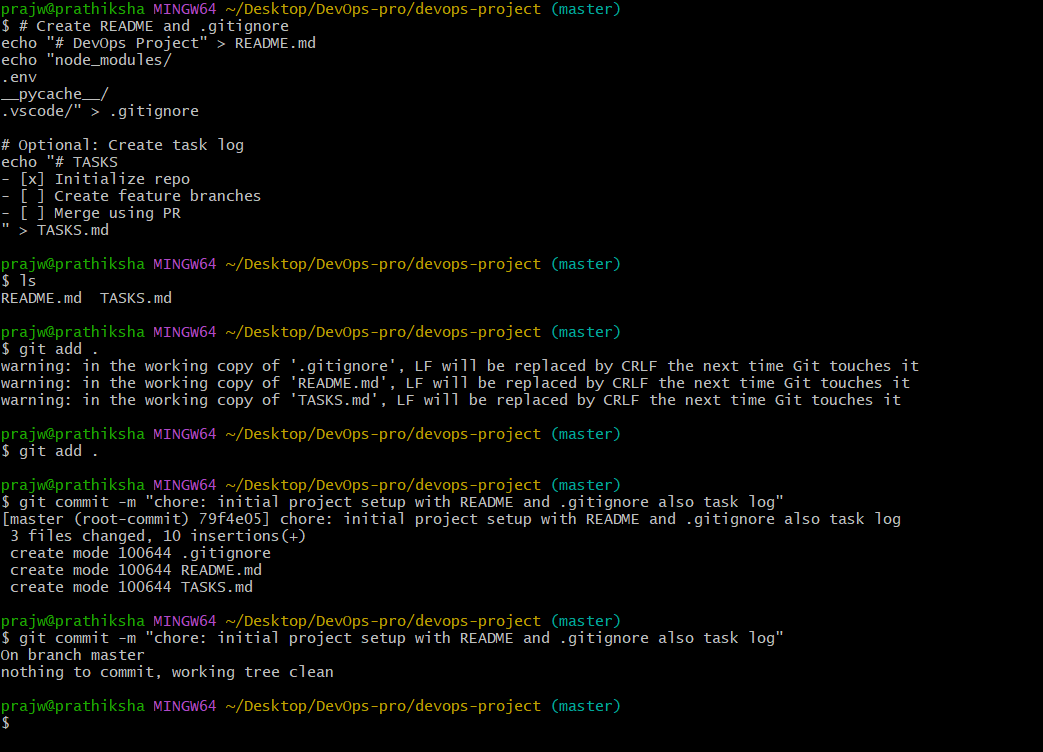 prajw@prathiksha MINGW64 ~/Desktop/DevOps-pro/devops-project (master)
$ # Create README and .gitignore
echo "# DevOps Project" > README.md
echo "node_modules/
.env
__pycache__/
.vscode/" > .gitignore

# Optional: Create task log
echo "# TASKS
- [x] Initialize repo
- [ ] Create feature branches
- [ ] Merge using PR
" > TASKS.md

prajw@prathiksha MINGW64 ~/Desktop/DevOps-pro/devops-project (master)
$ ls
README.md  TASKS.md

prajw@prathiksha MINGW64 ~/Desktop/DevOps-pro/devops-project (master)
$ git add .
warning: in the working copy of '.gitignore', LF will be replaced by CRLF the next time Git touches it
warning: in the working copy of 'README.md', LF will be replaced by CRLF the next time Git touches it
warning: in the working copy of 'TASKS.md', LF will be replaced by CRLF the next time Git touches it

prajw@prathiksha MINGW64 ~/Desktop/DevOps-pro/devops-project (master)
$ git add .

prajw@prathiksha MINGW64 ~/Desktop/DevOps-pro/devops-project (master)
$ git commit -m "chore: initial project setup with README and .gitignore also task log"
[master (root-commit) 79f4e05] chore: initial project setup with README and .gitignore also task log
 3 files changed, 10 insertions(+)
 create mode 100644 .gitignore
 create mode 100644 README.md
 create mode 100644 TASKS.md

prajw@prathiksha MINGW64 ~/Desktop/DevOps-pro/devops-project (master)
$ git commit -m "chore: initial project setup with README and .gitignore also task log"
On branch master
nothing to commit, working tree clean

prajw@prathiksha MINGW64 ~/Desktop/DevOps-pro/devops-project (master)
$